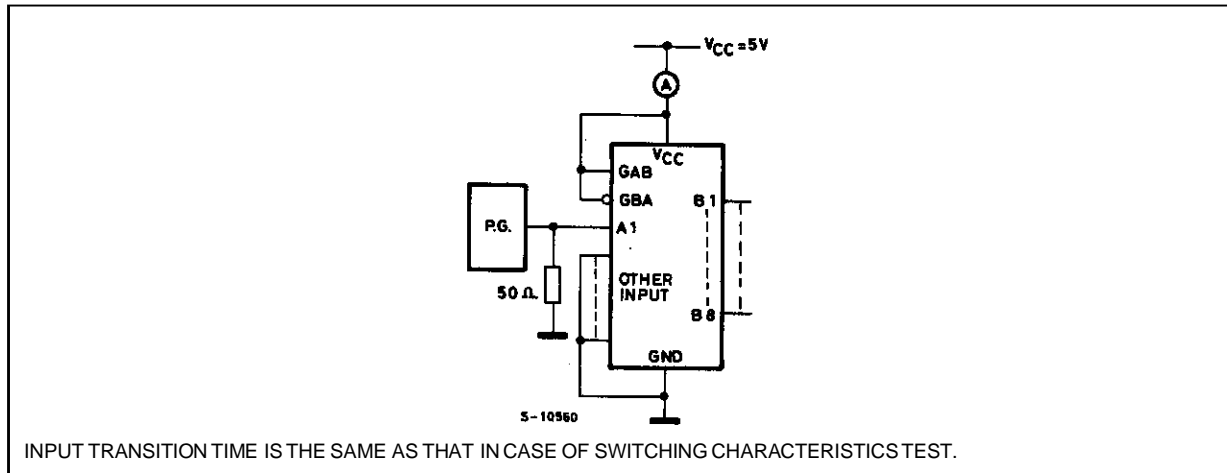 VCC = 5V
A
VCC
GAB
GBA
B1
P.G.
A1
50 Ω
OTHER
INPUT
B8
GND
S-10560
INPUT TRANSITION TIME IS THE SAME AS THAT IN CASE OF SWITCHING CHARACTERISTICS TEST.